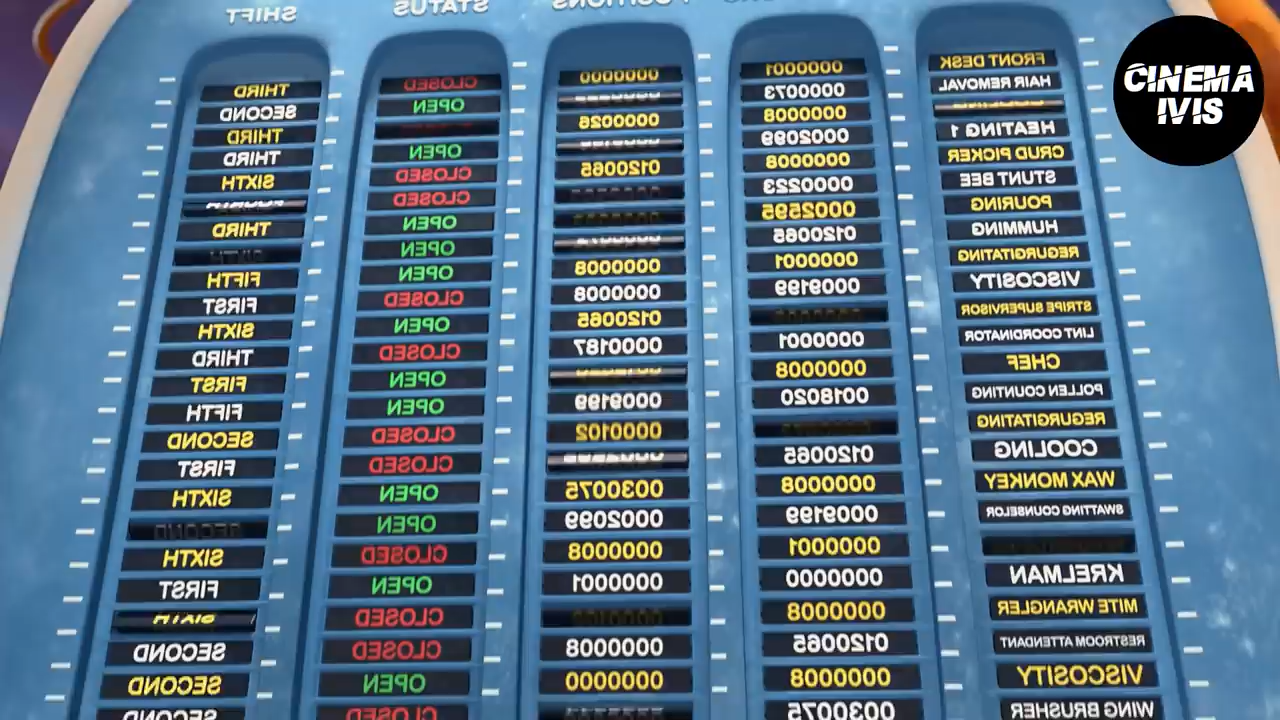 POSITIONS STATUS SHIFT
CINEMA
IVIS
FRONT DESK 0000001 0000000 CLOSED THIRD
HAIR REMOVAL 0000073 OPEN SECOND
0000008 0000026 THIRD
HEATING 1 0002099 OPEN THIRD
CRUD PICKER 0000008 0120065 CLOSED SIXTH
STUNT BEE 0000223 CLOSED
POURING 0002595 OPEN THIRD
HUMMING 0120065 OPEN
REGURGITATING 0000001 0000008 OPEN FIFTH
VISCOSITY 0009199 0000008 CLOSED FIRST
STRIPE SUPERVISOR 0120065 OPEN SIXTH
LINT COORDINATOR 0000001 0000187 CLOSED THIRD
CHEF 0000008 OPEN FIRST
POLLEN COUNTING 0018020 0009199 OPEN FIFTH
REGURGITATING 0000102 CLOSED SECOND
COOLING 0120065 CLOSED FIRST
WAX MONKEY 0000008 0030075 OPEN SIXTH
SWATTING COUNSELOR 0009199 0002099 OPEN SECOND
0000001 0000008 CLOSED SIXTH
KRELMAN 0000000 0000001 OPEN FIRST
MITE WRANGLER 0000008 CLOSED SIXTH
RESTROOM ATTENDANT 0120065 0000008 CLOSED SECOND
VISCOSITY 0000008 0000000 OPEN SECOND
WING BRUSHER 0030075 CLOSED SECOND